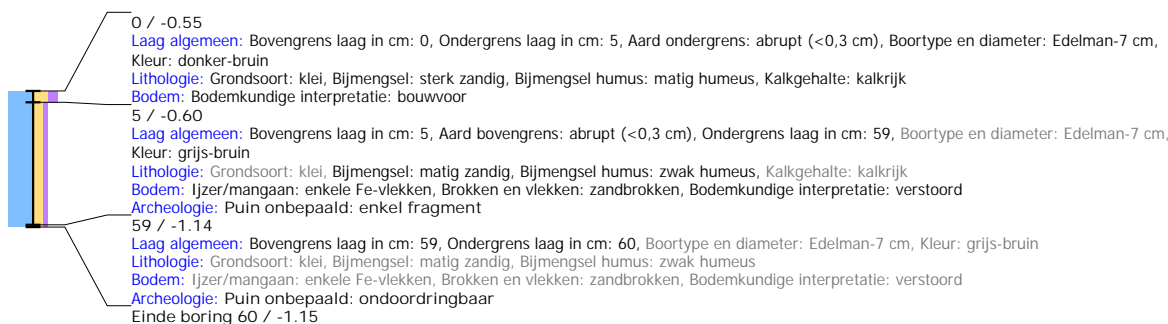 0 / -0.55
Laag algemeen: Bovengrens laag in cm: 0, Ondergrens laag in cm: 5, Aard ondergrens: abrupt (<0,3 cm), Boortype en diameter: Edelman-7 cm,
Kleur: donker-bruin
Lithologie: Grondsoort: klei, Bijmengsel: sterk zandig, Bijmengsel humus: matig humeus, Kalkgehalte: kalkrijk
Bodem: Bodemkundige interpretatie: bouwvoor
5 / -0.60
Laag algemeen: Bovengrens laag in cm: 5, Aard bovengrens: abrupt (<0,3 cm), Ondergrens laag in cm: 59, Boortype en diameter: Edelman-7 cm,
Kleur: grijs-bruin
Lithologie: Grondsoort: klei, Bijmengsel: matig zandig, Bijmengsel humus: zwak humeus, Kalkgehalte: kalkrijk
Bodem: Ijzer/mangaan: enkele Fe-vlekken, Brokken en vlekken: zandbrokken, Bodemkundige interpretatie: verstoord
Archeologie: Puin onbepaald: enkel fragment
59 / -1.14
Laag algemeen: Bovengrens laag in cm: 59, Ondergrens laag in cm: 60, Boortype en diameter: Edelman-7 cm, Kleur: grijs-bruin
Lithologie: Grondsoort: klei, Bijmengsel: matig zandig, Bijmengsel humus: zwak humeus
Bodem: Ijzer/mangaan: enkele Fe-vlekken, Brokken en vlekken: zandbrokken, Bodemkundige interpretatie: verstoord
Archeologie: Puin onbepaald: ondoordringbaar
Einde boring 60 / -1.15